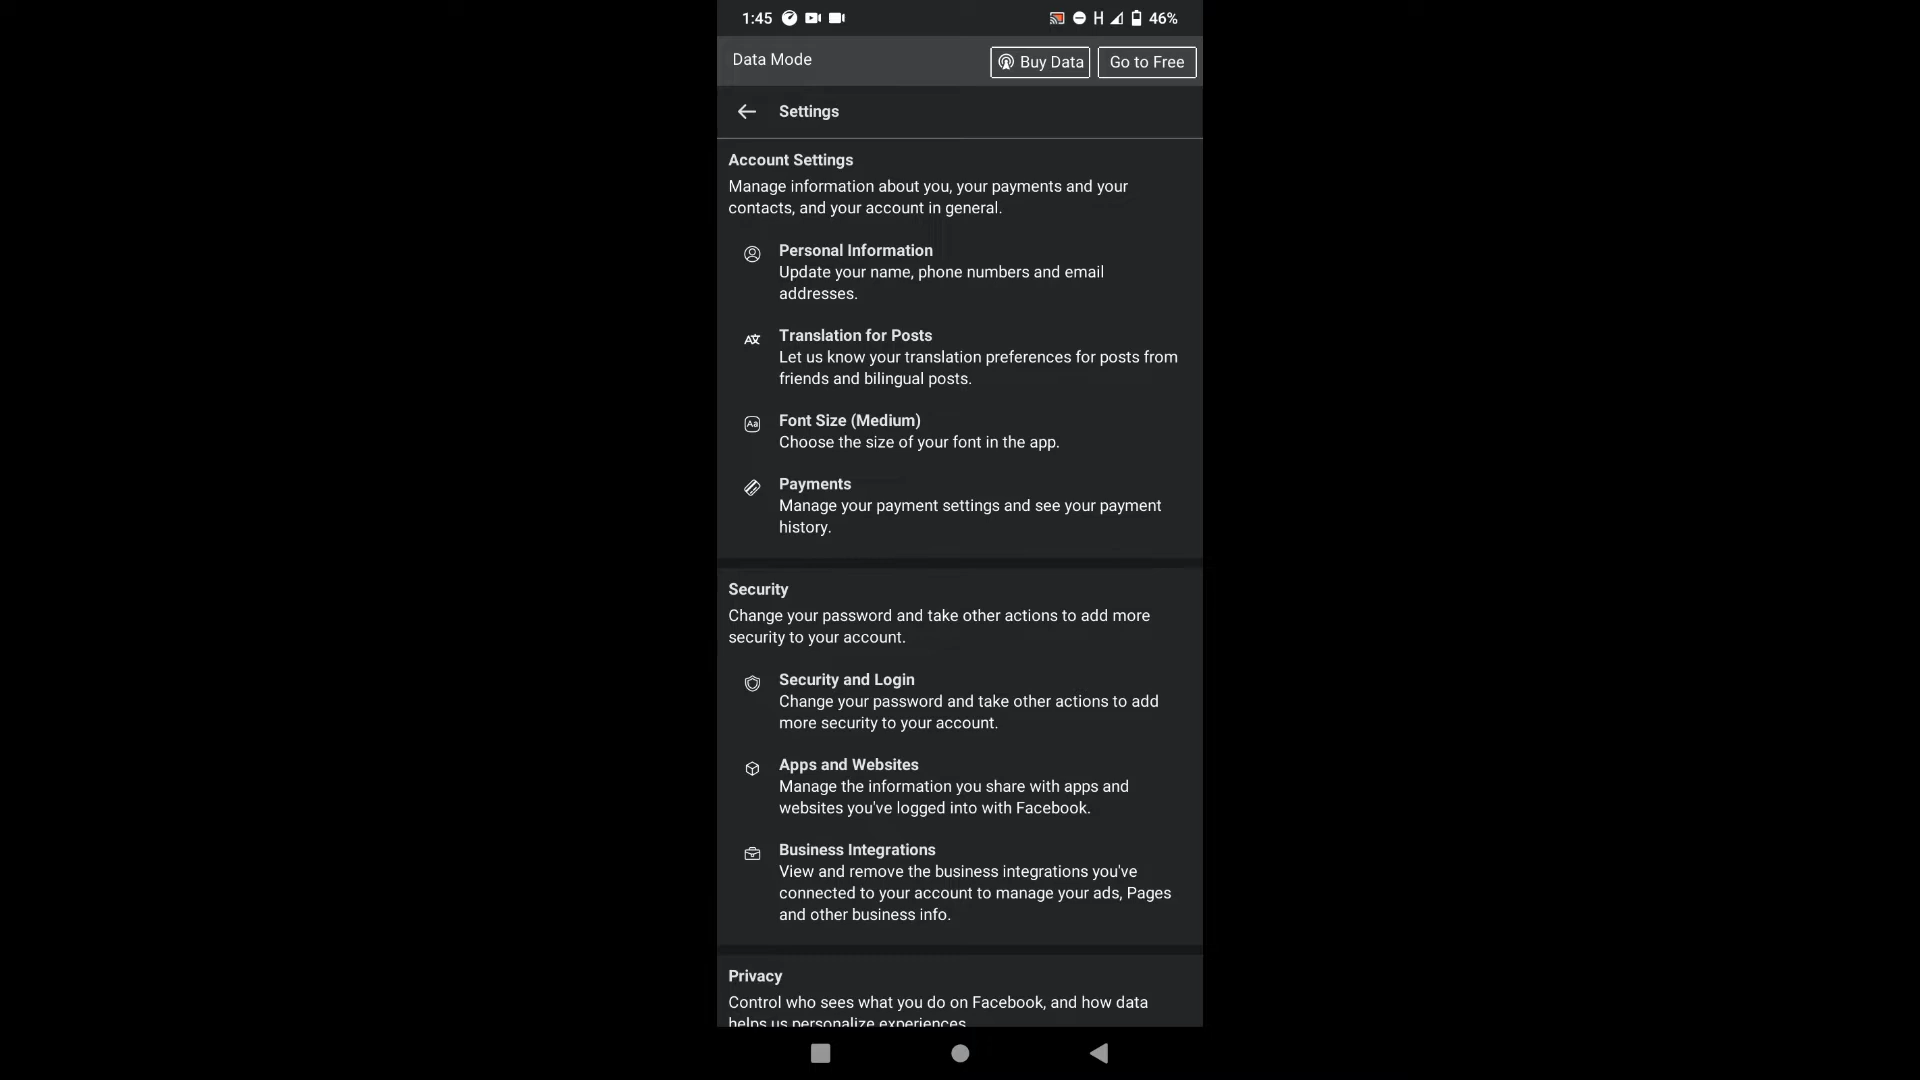 1:45 H 46%
Data Mode Buy Data Go to Free
Settings
Account Settings
Manage information about you, your payments and your
contacts, and your account in general.
Personal Information
Update your name, phone numbers and email
addresses.
Translation for Posts
Let us know your translation preferences for posts from
friends and bilingual posts.
Font Size (Medium)
Aa
Choose the size of your font in the app.
Payments
Manage your payment settings and see your payment
history.
Security
Change your password and take other actions to add more
security to your account.
Security and Login
Change your password and take other actions to add
more security to your account.
Apps and Websites
Manage the information you share with apps and
websites you've logged into with Facebook.
Business Integrations
View and remove the business integrations you've
connected to your account to manage your ads, Pages
and other business info.
Privacy
Control who sees what you do on Facebook, and how data
helps us personalize experiences.